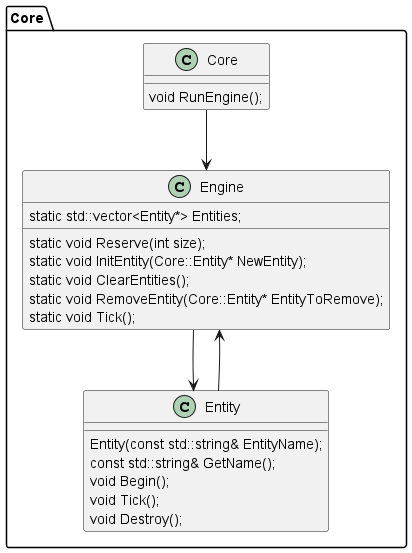 Core
C Core
void RunEngine();
C Engine
static std::vector<Entity*> Entities;
static void Reserve(int size);
static void InitEntity(Core::Entity* NewEntity);
static void ClearEntities();
static void RemoveEntity(Core::Entity* EntityToRemove);
static void Tick();
C Entity
Entity(const std::string& EntityName);
const std::string& GetName();
void Begin();
void Tick();
void Destroy();